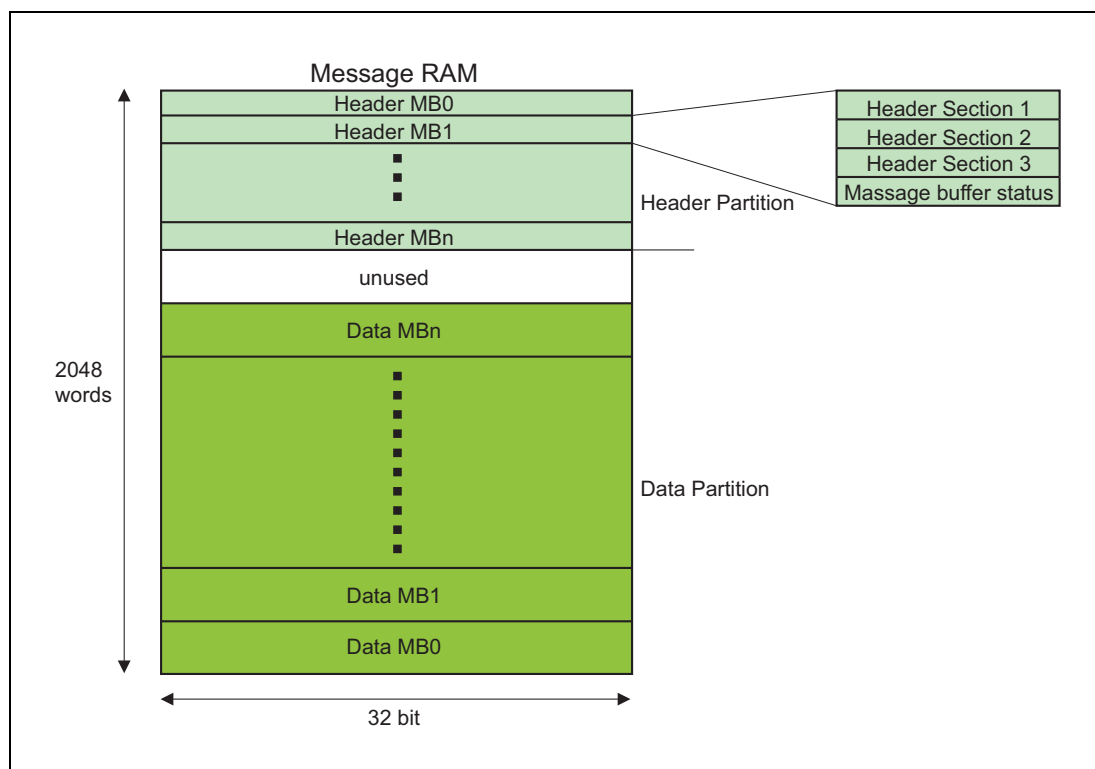 Message RAM
Header MB0
Header MB1
Header MBn
unused
Data MBn
Data MB1
Data MB0
2048
words
32 bit
Header Partition
Data Partition
Header Section 1
Header Section 2
Header Section 3
Massage buffer status